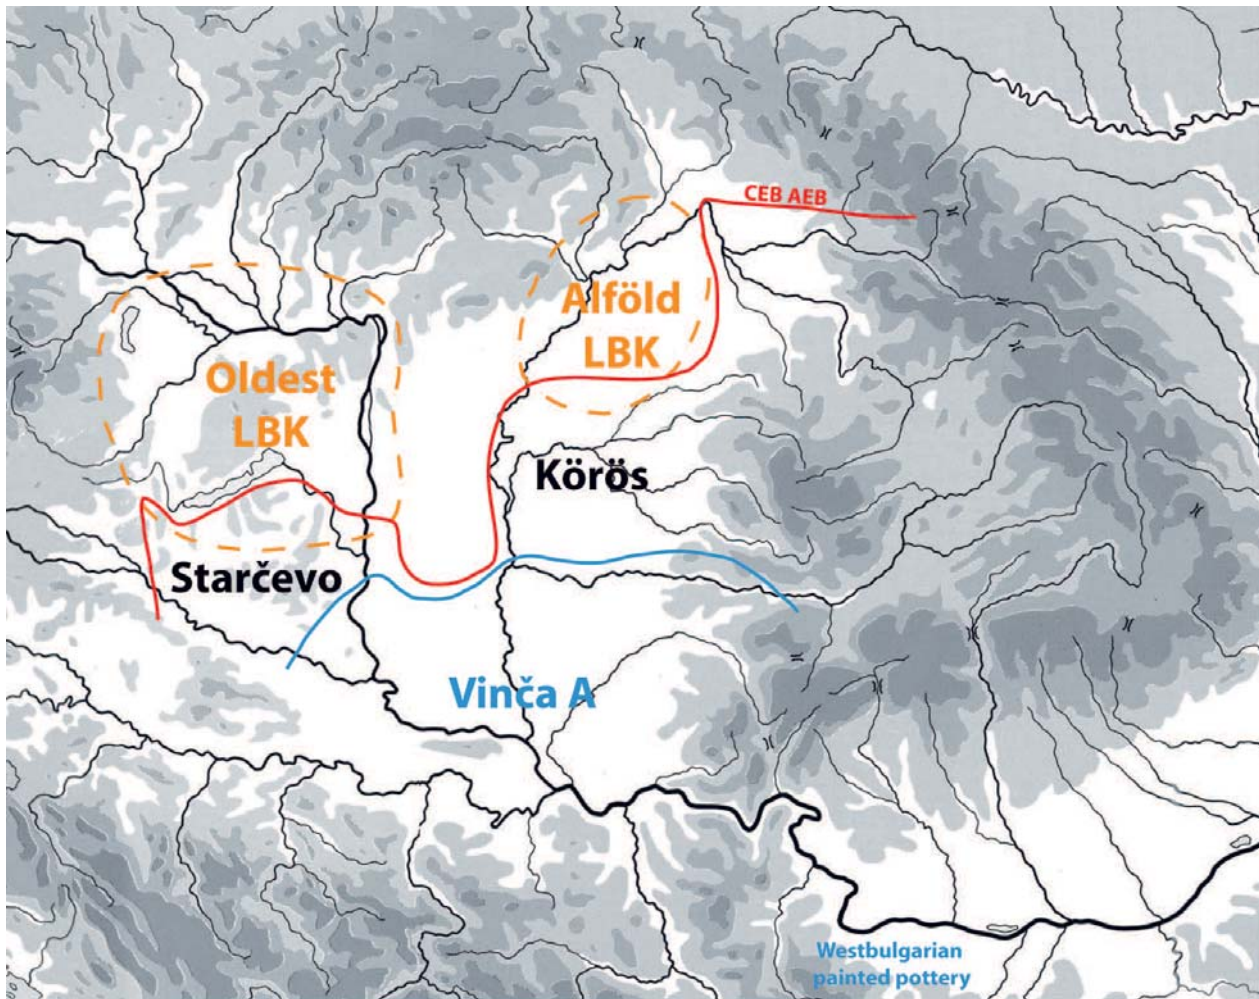 CEB AEB
Alföld
LBK
Oldest
LBK
Körös
Starčevo
Vinča A
Westbulgarian
painted pottery